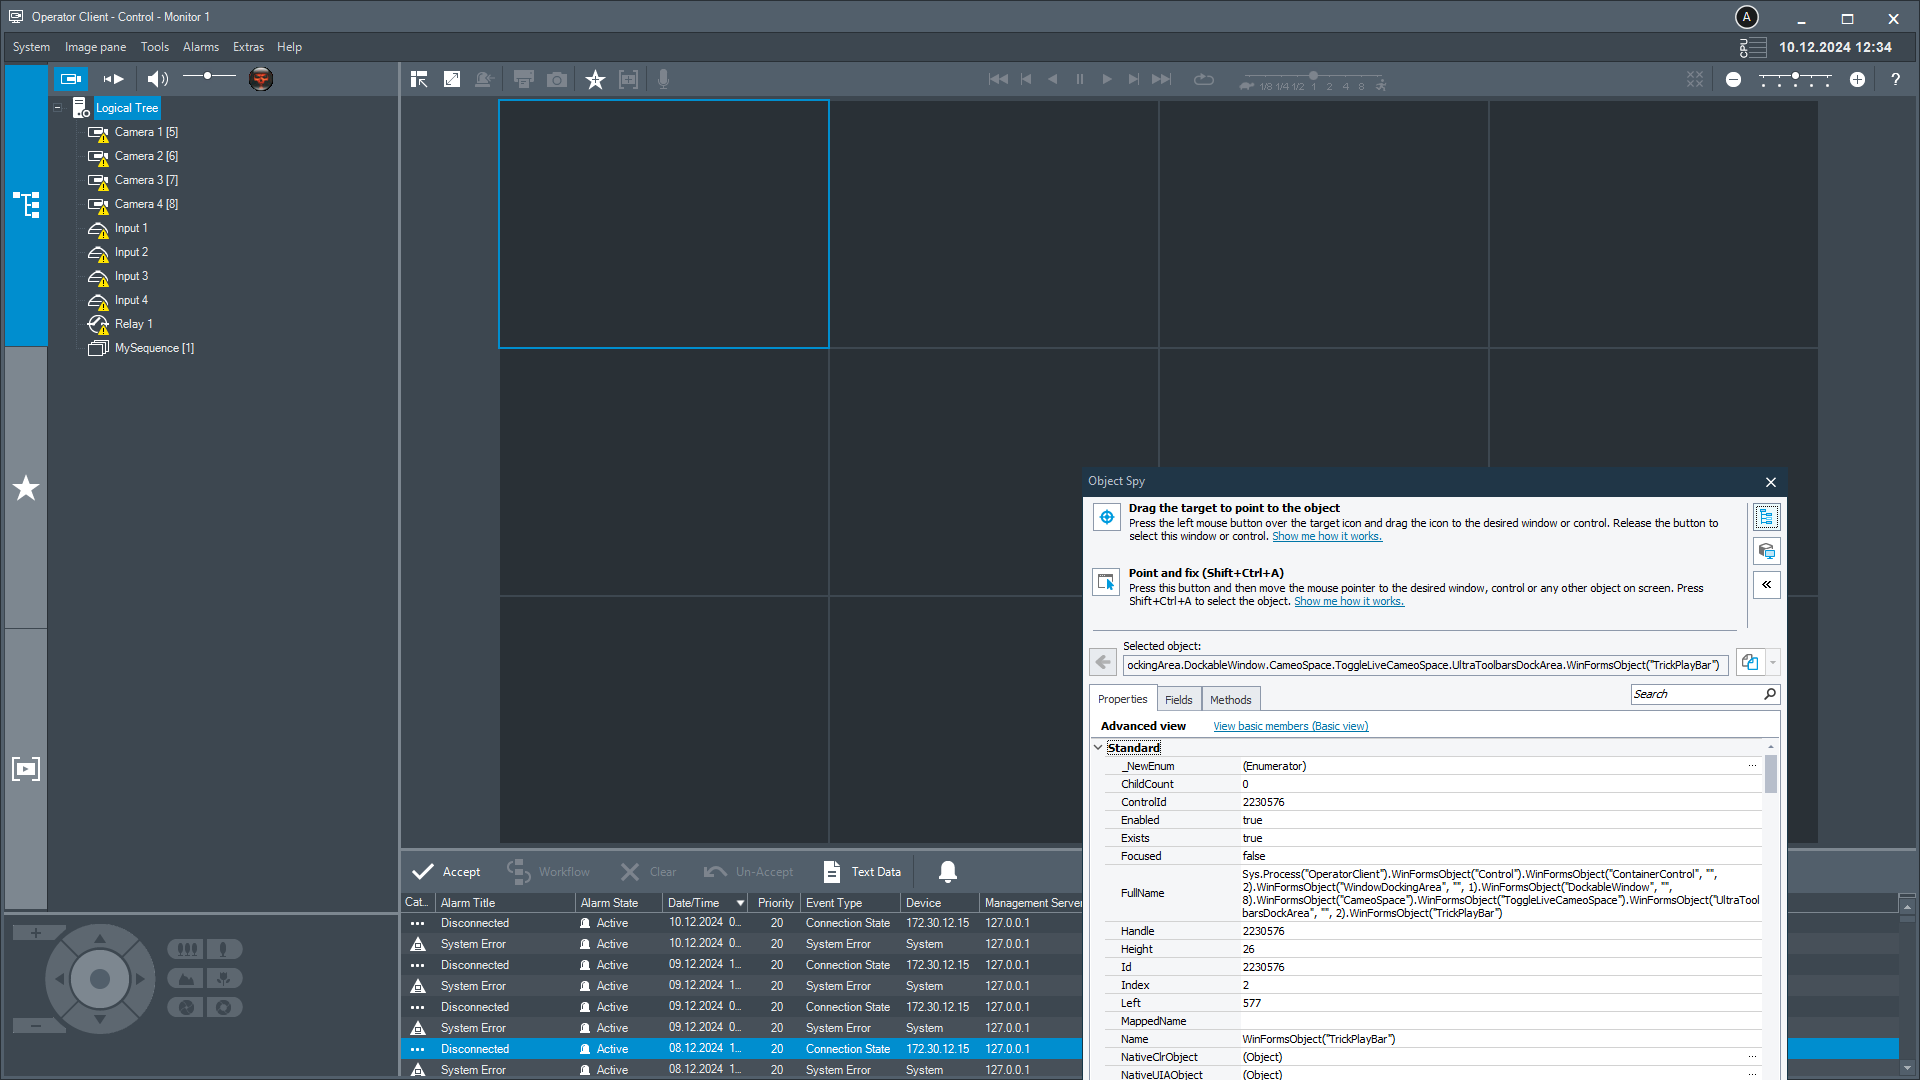 Operator Client - Control - Monitor 1
A
System Image pane Tools Alarms Extras Help
CPU
10.12.2024 12:34
1/8 1/4 1/2 1 2 4 8
?
Logical Tree
Camera 1 [5]
Camera 2 [6]
Camera 3 [7]
Camera 4 [8]
Input 1
Input 2
Input 3
Input 4
Relay 1
MySequence [1]
Object Spy
Drag the target to point to the object
Press the left mouse button over the target icon and drag the icon to the desired window or control. Release the button to
select this window or control. Show me how it works.
Point and fix (Shift+Ctrl+A)
Press this button and then move the mouse pointer to the desired window, control or any other object on screen. Press
Shift+Ctrl+A to select the object. Show me how it works.
Selected object:
ockingArea.DockableWindow.CameoSpace.ToggleLiveCameoSpace.UltraToolbarsDockArea.WinFormsObject("TrickPlayBar")
Properties Fields Methods
Search
Advanced view View basic members (Basic view)
Standard
_NewEnum (Enumerator) ...
ChildCount 0
ControlId 2230576
Enabled true
Exists true
Focused false
FullName
Sys.Process("OperatorClient").WinFormsObject("Control").WinFormsObject("ContainerControl", "",
2).WinFormsObject("WindowDockingArea", "", 1).WinFormsObject("DockableWindow", "",
8).WinFormsObject("CameoSpace").WinFormsObject("ToggleLiveCameoSpace").WinFormsObject("UltraTool
barsDockArea", "", 2).WinFormsObject("TrickPlayBar")
Handle 2230576
Height 26
Id 2230576
Index 2
Left 577
MappedName
Name WinFormsObject("TrickPlayBar")
NativeClrObject (Object) ...
NativeUIAObject (Object) ...
Accept Workflow Clear Un-Accept Text Data
Cat... Alarm Title Alarm State Date/Time Priority Event Type Device Management Server
Disconnected Active 10.12.2024 0... 20 Connection State 172.30.12.15 127.0.0.1
System Error Active 10.12.2024 0... 20 System Error System 127.0.0.1
Disconnected Active 09.12.2024 1... 20 Connection State 172.30.12.15 127.0.0.1
System Error Active 09.12.2024 1... 20 System Error System 127.0.0.1
Disconnected Active 09.12.2024 0... 20 Connection State 172.30.12.15 127.0.0.1
System Error Active 09.12.2024 0... 20 System Error System 127.0.0.1
Disconnected Active 08.12.2024 1... 20 Connection State 172.30.12.15 127.0.0.1
System Error Active 08.12.2024 1... 20 System Error System 127.0.0.1